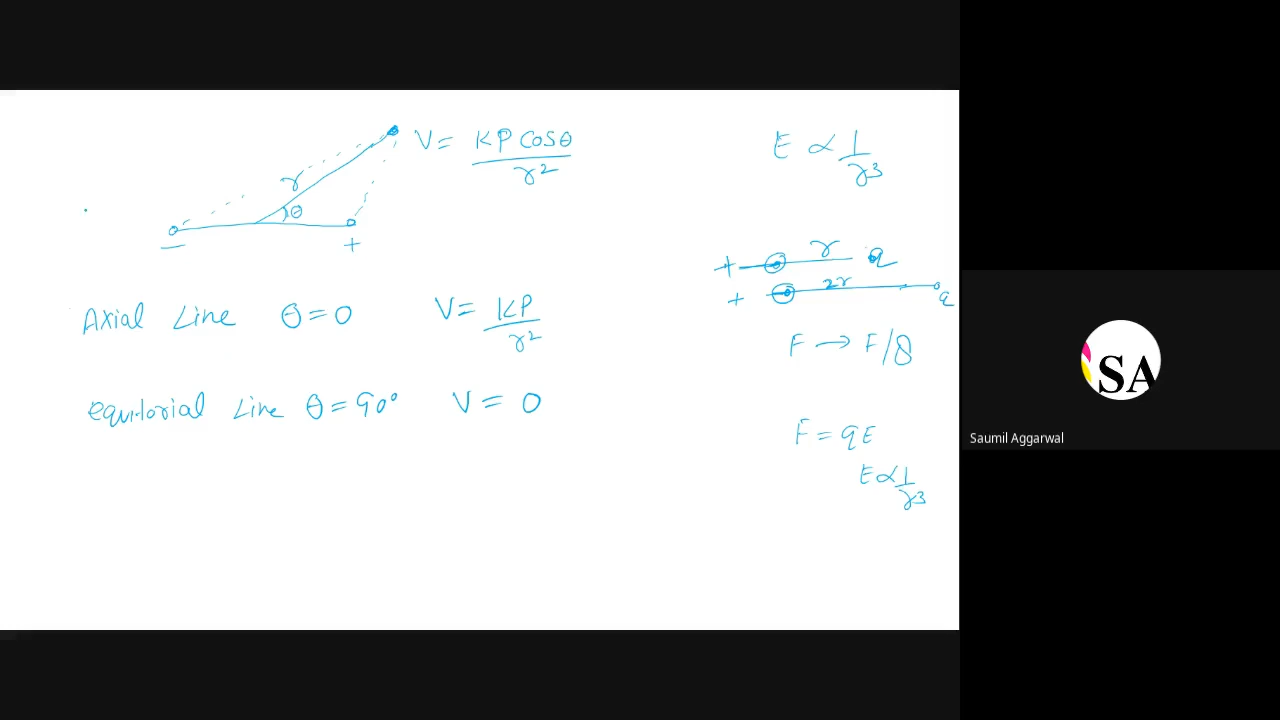 V = KP cosθ / r²
r
θ
− +
Axial Line θ = 0 V = KP / r²
equitorial Line θ = 90° V = 0
E ∝ 1/r³
+ r q
+ 2r q
F → F/8
F = qE
E ∝ 1/r³
SA
Saumil Aggarwal